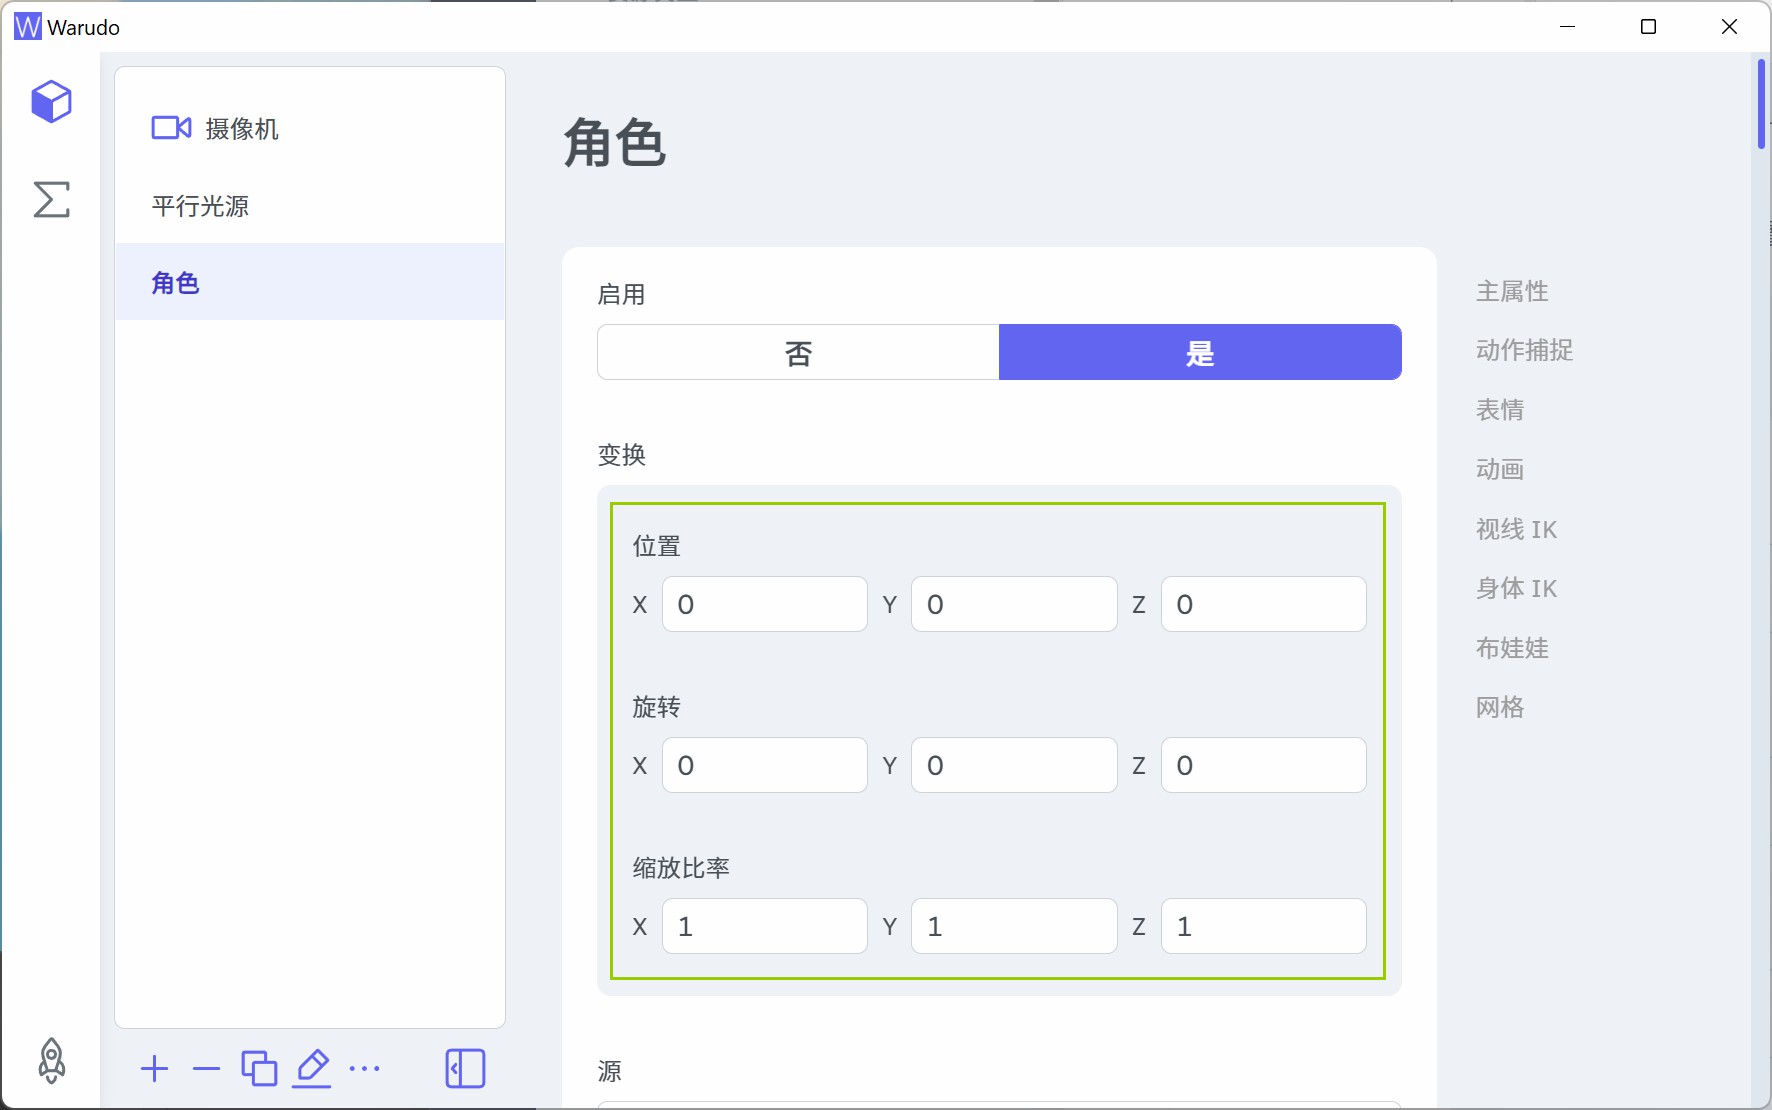 Warudo
摄像机
平行光源
角色
角色
启用
否 是
变换
位置
X 0 Y 0 Z 0
旋转
X 0 Y 0 Z 0
缩放比率
X 1 Y 1 Z 1
源
主属性
动作捕捉
表情
动画
视线 IK
身体 IK
布娃娃
网格